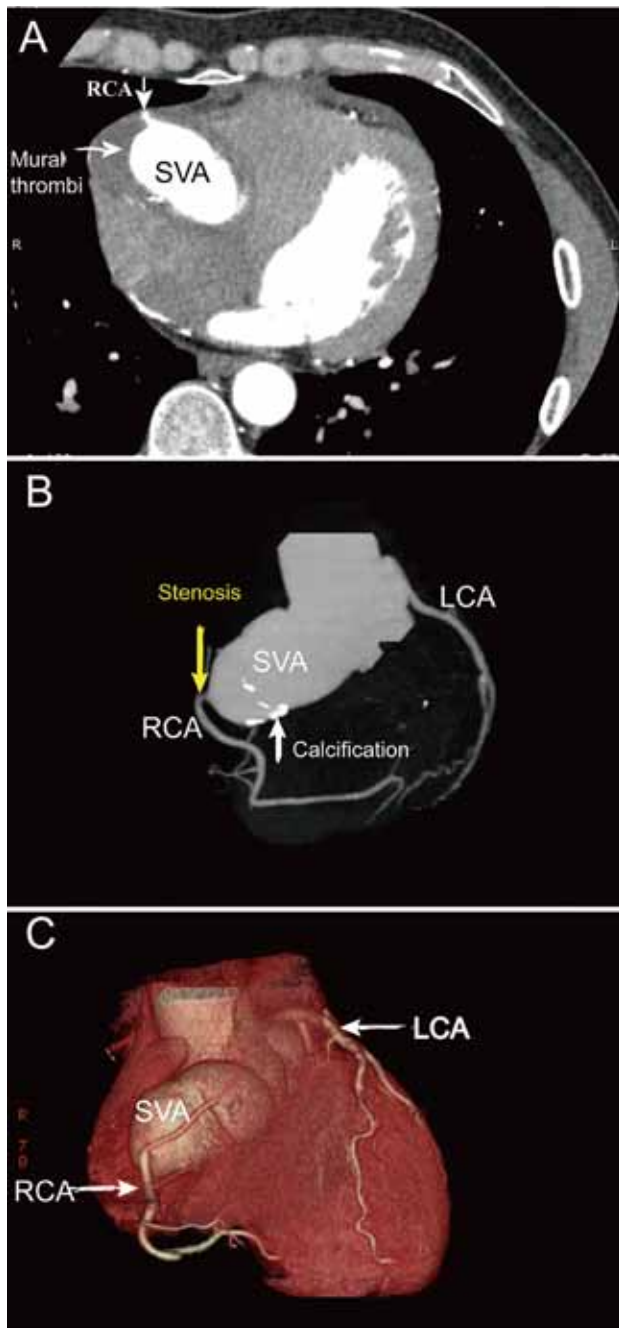 A
RCA
Mural
thrombi
SVA
R
L
B
Stenosis
LCA
SVA
RCA
Calcification
C
LCA
SVA
R
RCA